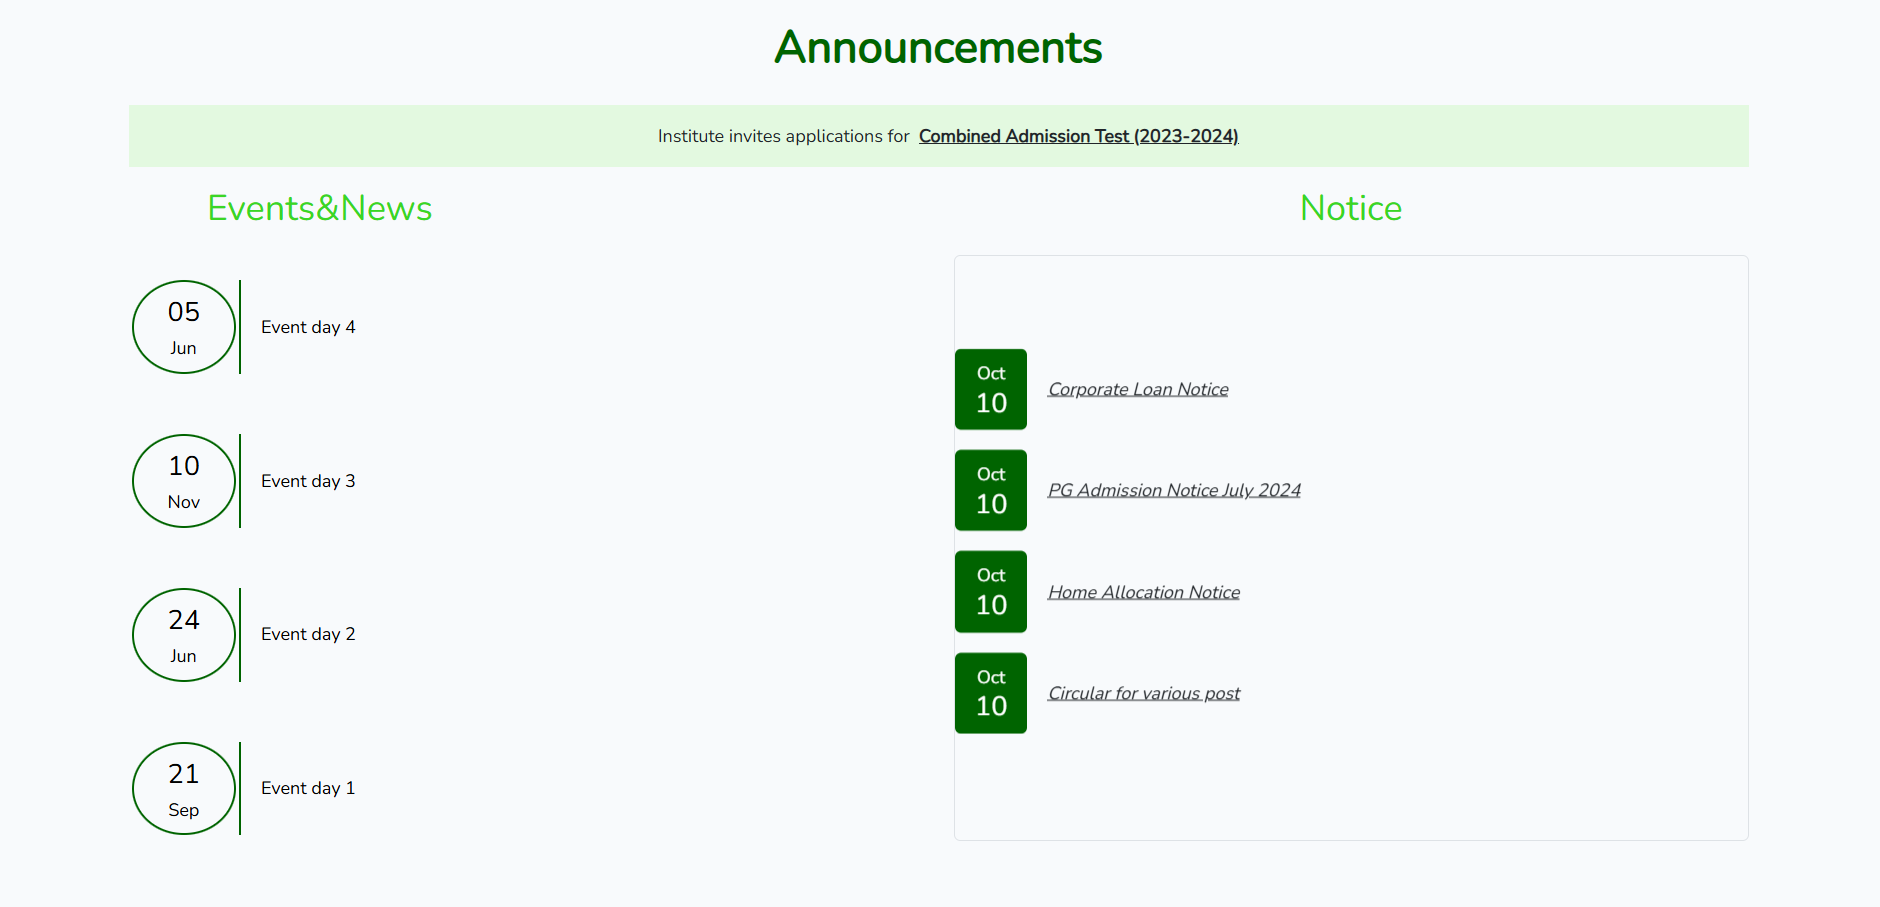 Announcements
Institute invites applications for Combined Admission Test (2023-2024)
Events&News
05
Jun
Event day 4
10
Nov
Event day 3
24
Jun
Event day 2
21
Sep
Event day 1
Notice
Oct
10
Corporate Loan Notice
Oct
10
PG Admission Notice July 2024
Oct
10
Home Allocation Notice
Oct
10
Circular for various post